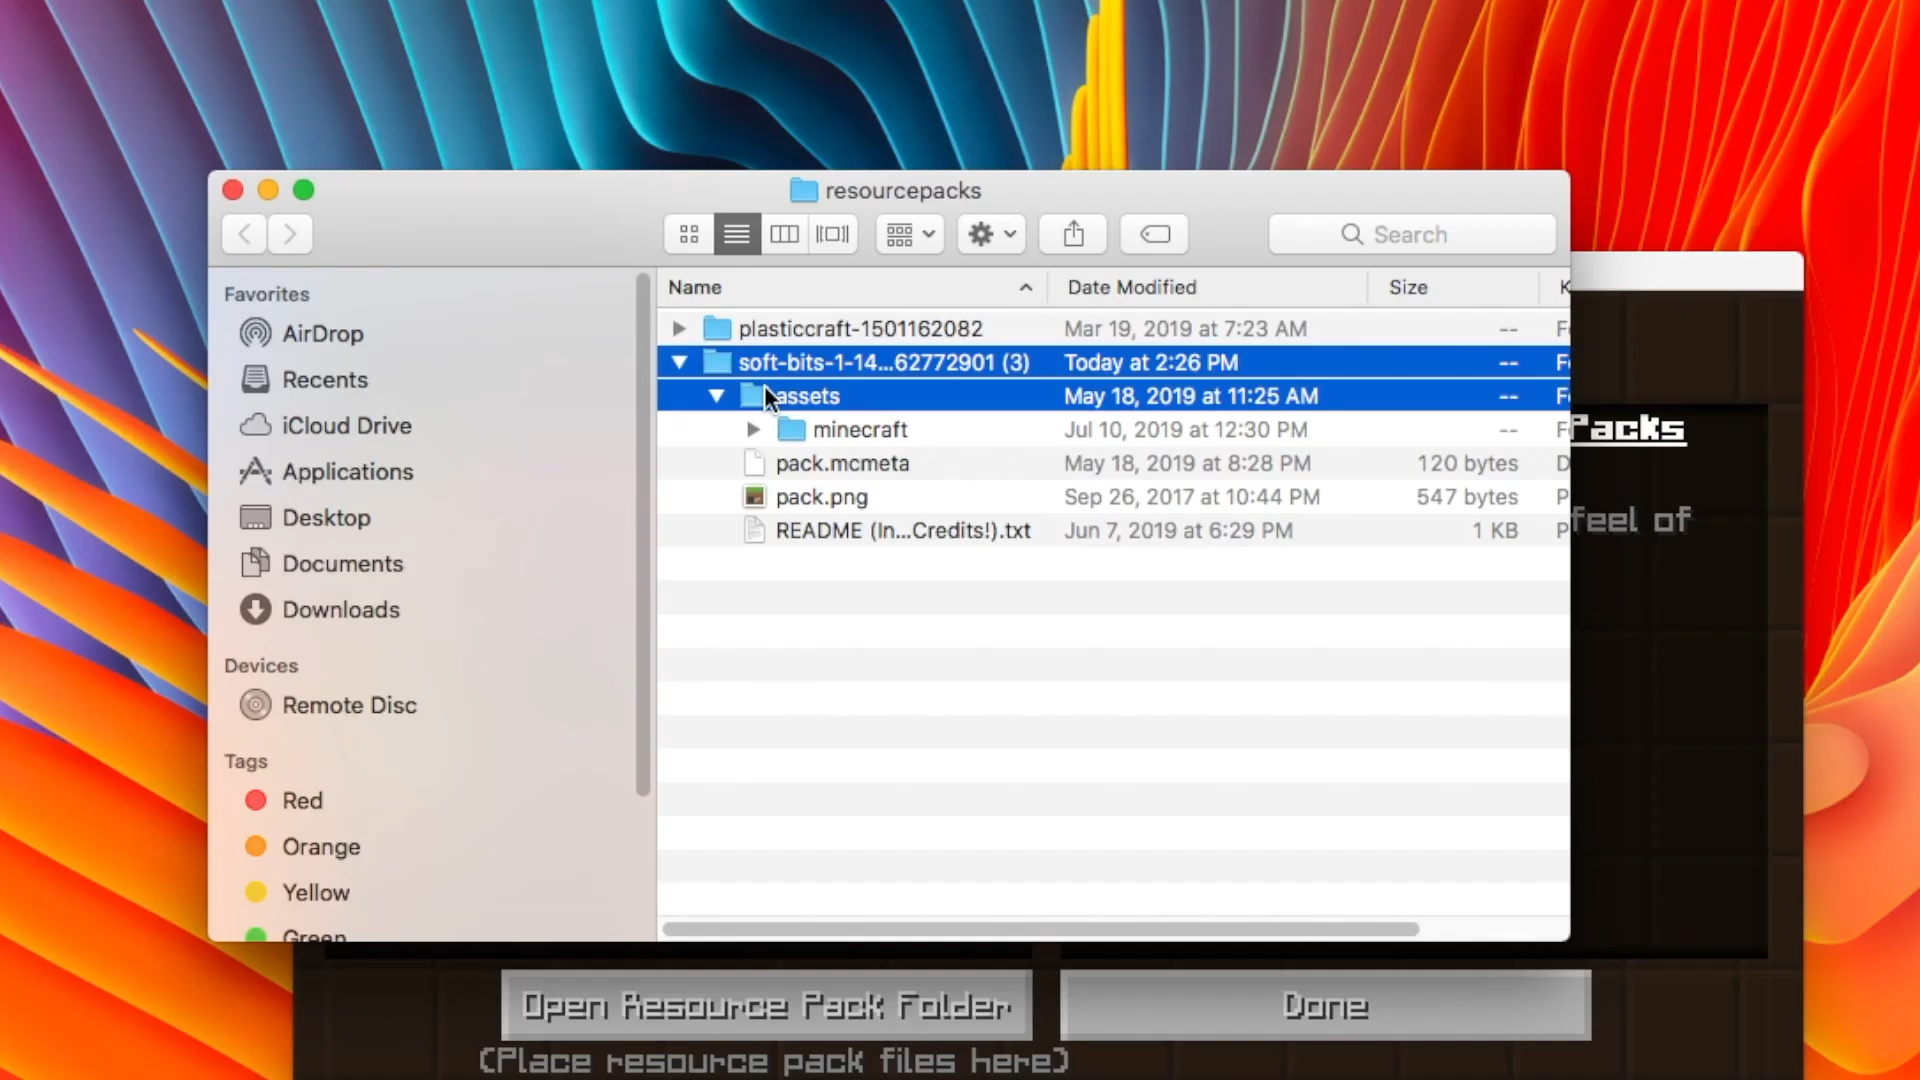 resourcepacks
Search
Favorites
AirDrop
Recents
iCloud Drive
Applications
Desktop
Documents
Downloads
Devices
Remote Disc
Tags
Red
Orange
Yellow
Green
Name Date Modified Size
plasticcraft-1501162082 Mar 19, 2019 at 7:23 AM --
soft-bits-1-14...62772901 (3) Today at 2:26 PM --
assets May 18, 2019 at 11:25 AM --
minecraft Jul 10, 2019 at 12:30 PM --
pack.mcmeta May 18, 2019 at 8:28 PM 120 bytes
pack.png Sep 26, 2017 at 10:44 PM 547 bytes
README (In...Credits!).txt Jun 7, 2019 at 6:29 PM 1 KB
Packs
feel of
Open Resource Pack Folder
Done
(Place resource pack files here)